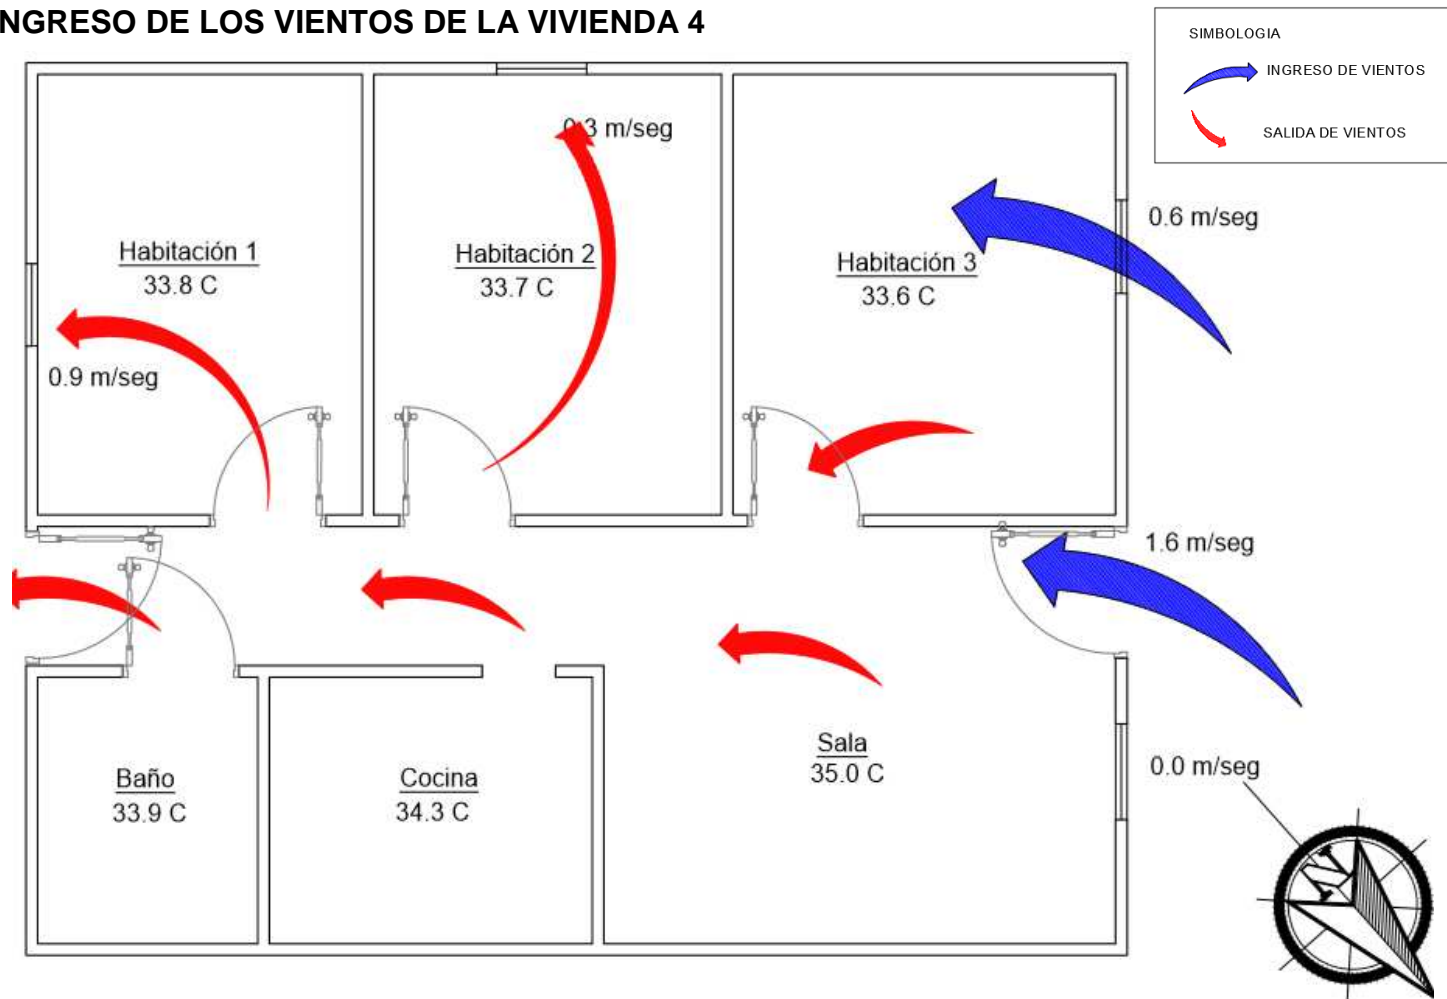 NGRESO DE LOS VIENTOS DE LA VIVIENDA 4
SIMBOLOGIA
INGRESO DE VIENTOS
SALIDA DE VIENTOS
0.3 m/seg
0.6 m/seg
Habitación 1
33.8 C
Habitación 2
33.7 C
Habitación 3
33.6 C
0.9 m/seg
1.6 m/seg
Sala
35.0 C
0.0 m/seg
Baño
33.9 C
Cocina
34.3 C